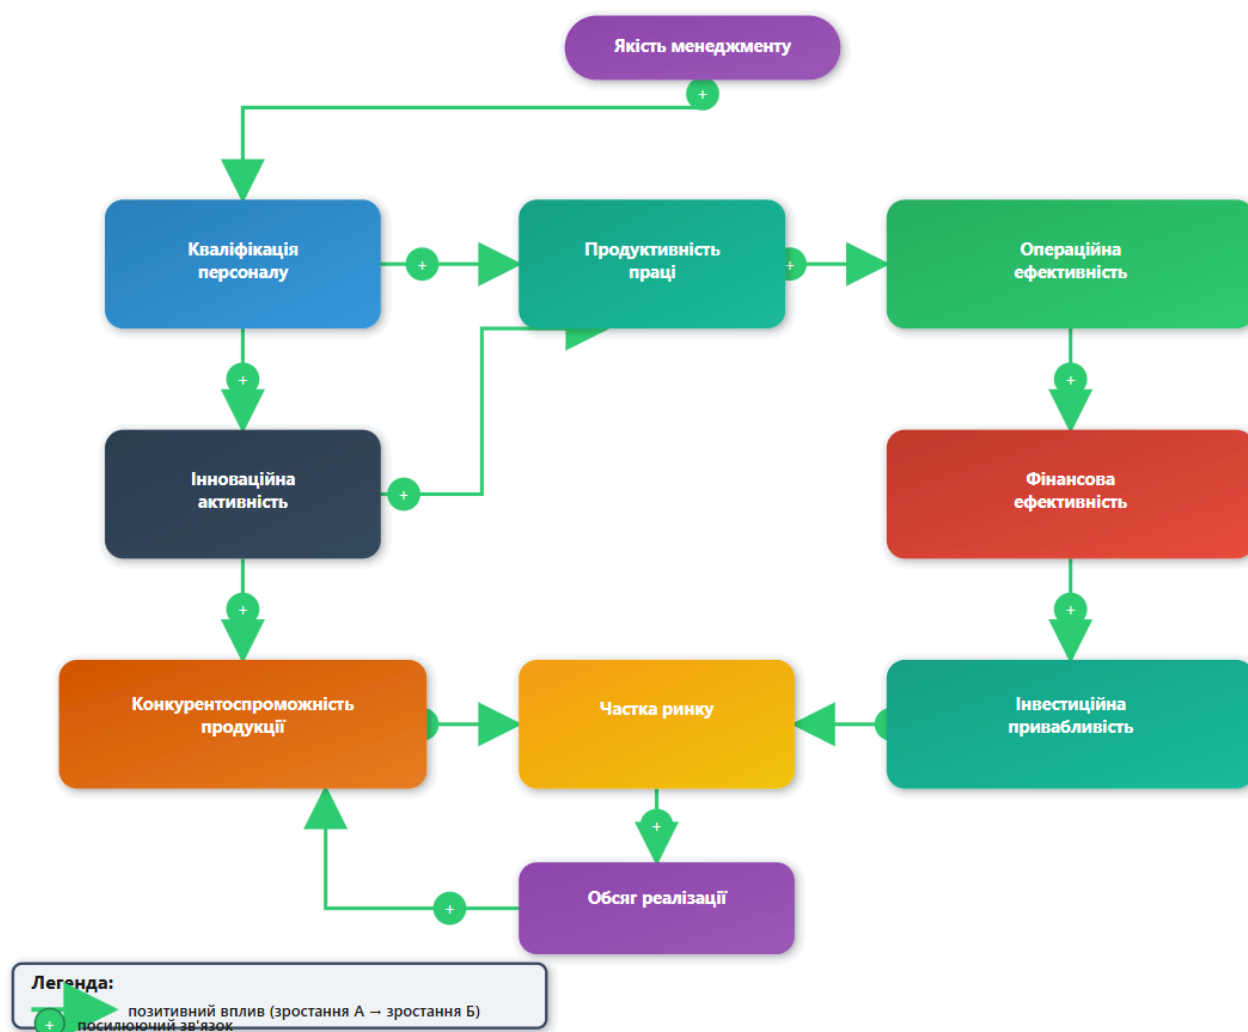 Якість менеджменту
+
Кваліфікація
персоналу
+
Продуктивність
праці
+
Операційна
ефективність
+
+
Інноваційна
активність
+
Фінансова
ефективність
+
+
Конкурентоспроможність
продукції
Частка ринку
Інвестиційна
привабливість
+
Обсяг реалізації
+
Легенда:
позитивний вплив (зростання А → зростання Б)
+ посилюючий зв'язок